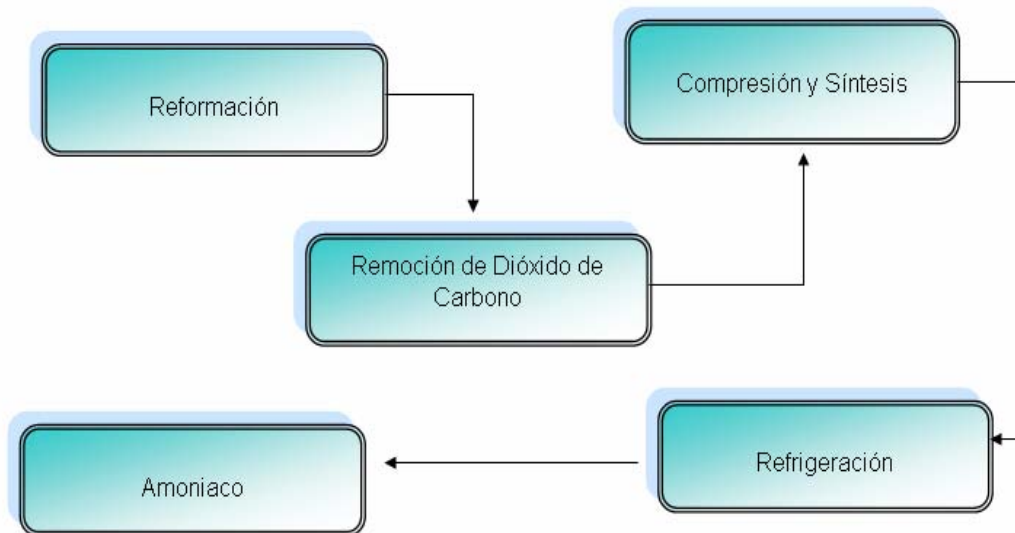 Reformación
Remoción de Dióxido de
Carbono
Compresión y Síntesis
Refrigeración
Amoniaco